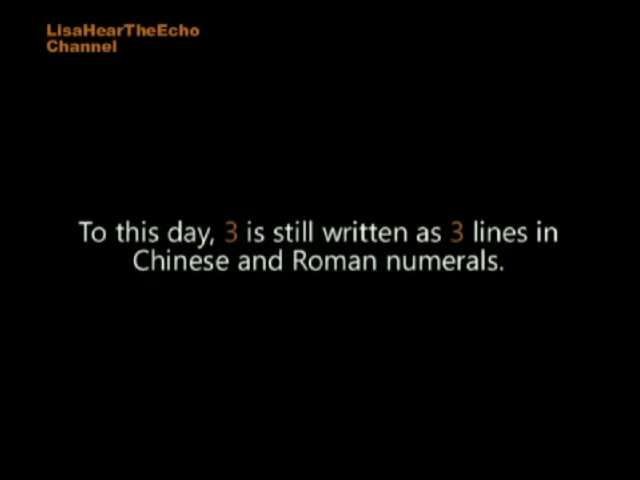 LisaHearTheEcho
Channel
To this day, 3 is still written as 3 lines in
Chinese and Roman numerals.